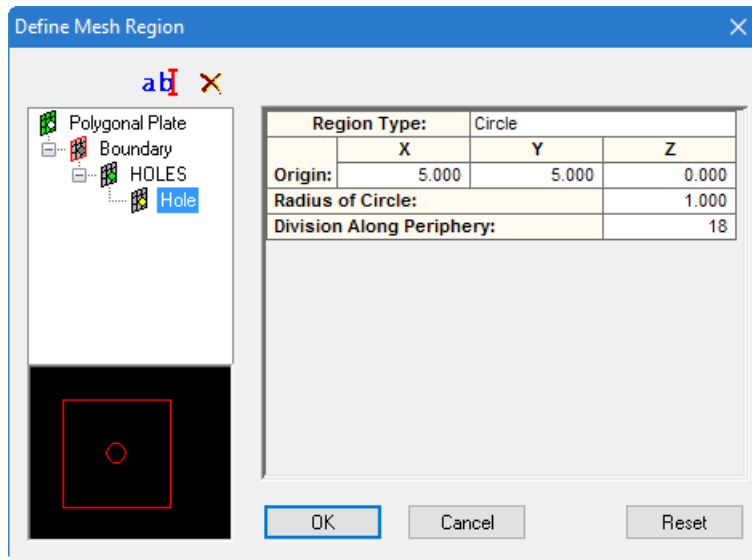 Define Mesh Region
ab
Polygonal Plate
Boundary
HOLES
Hole
Region Type: Circle
X Y Z
Origin: 5.000 5.000 0.000
Radius of Circle: 1.000
Division Along Periphery: 18
OK Cancel Reset